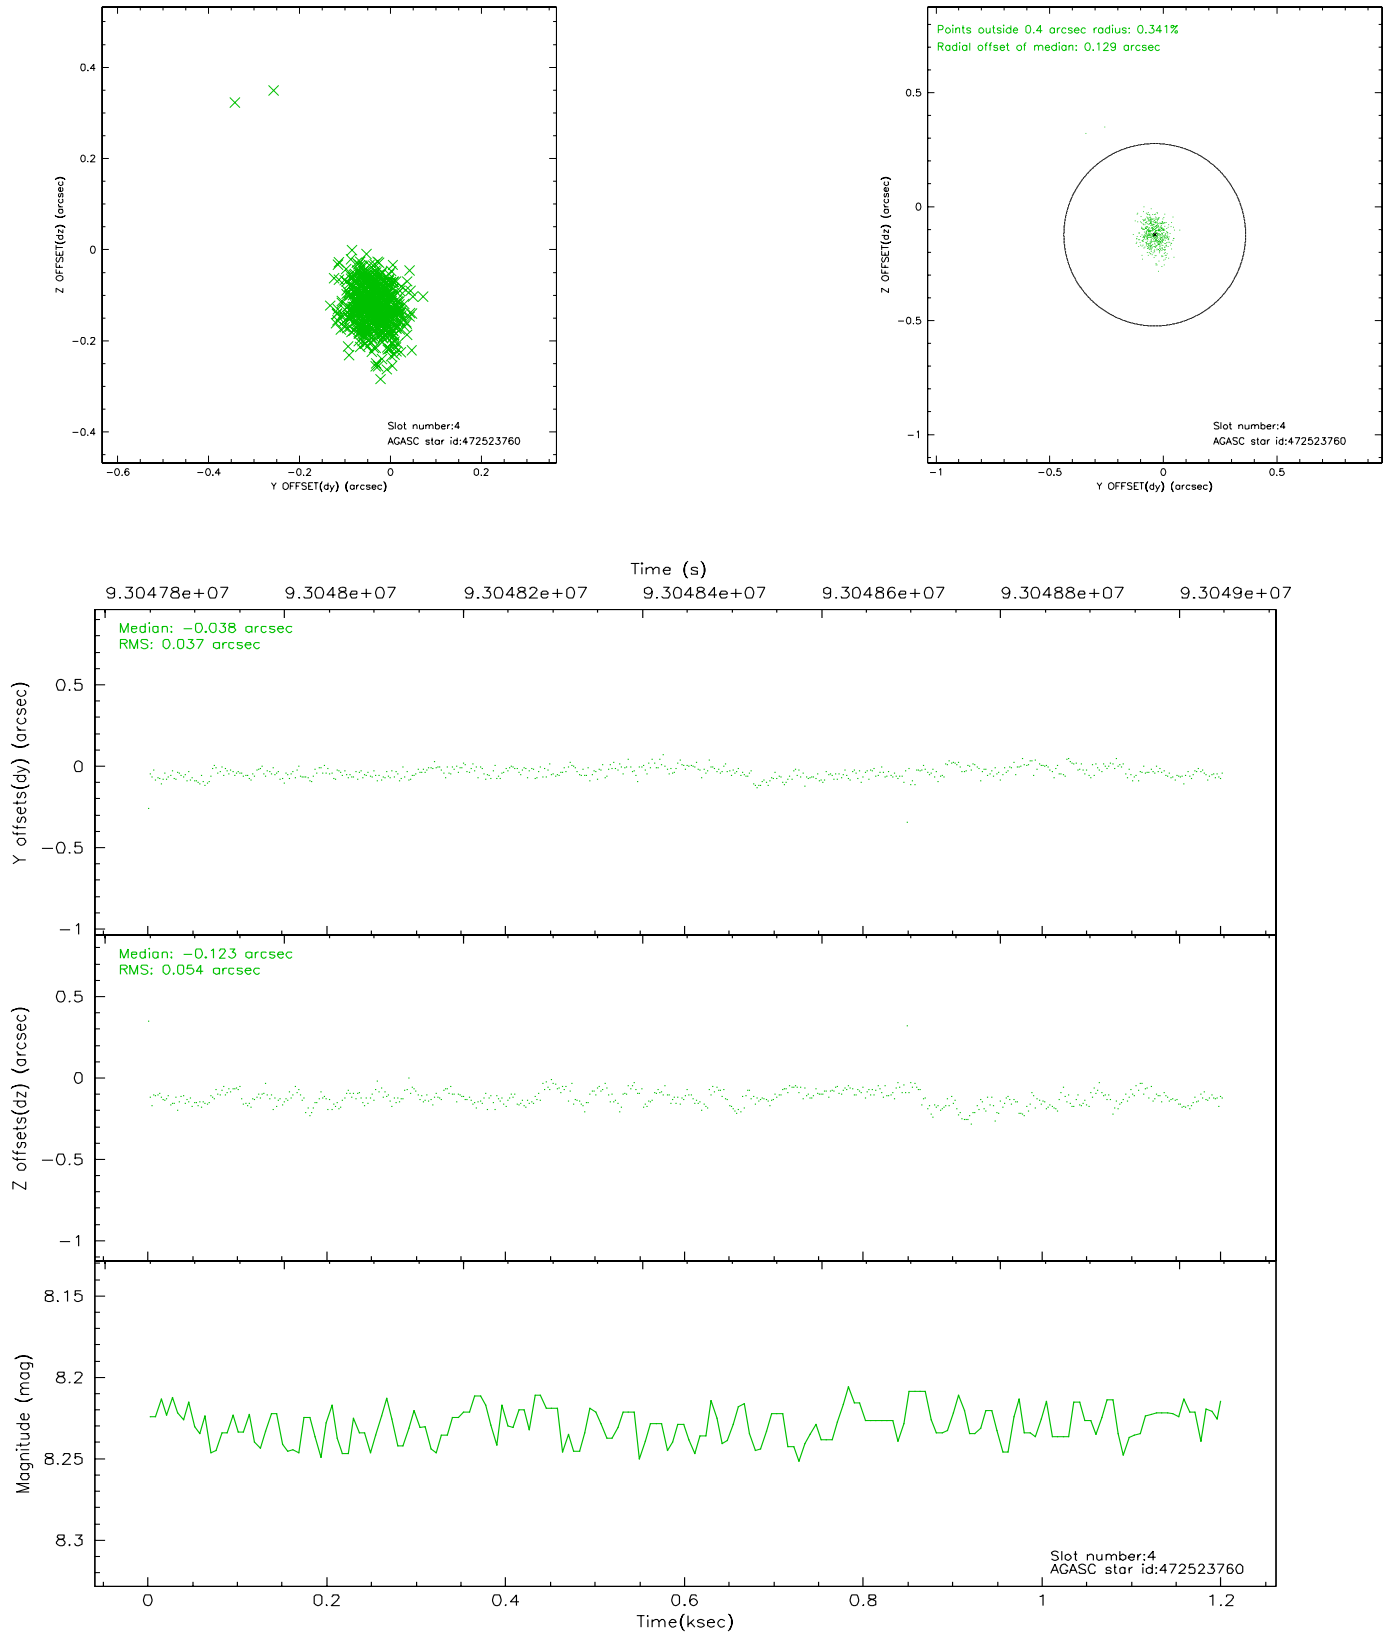 0.4
0.2
0
-0.2
-0.4
Z OFFSET(dz) (arcsec)
Slot number:4
AGASC star id:472523760
-0.6 -0.4 -0.2 0 0.2
Y OFFSET(dy) (arcsec)
Points outside 0.4 arcsec radius: 0.341%
Radial offset of median: 0.129 arcsec
0.5
0
-0.5
-1
Z OFFSET(dz) (arcsec)
Slot number:4
AGASC star id:472523760
-1 -0.5 0 0.5
Y OFFSET(dy) (arcsec)
Time (s)
9.30478e+07 9.3048e+07 9.30482e+07 9.30484e+07 9.30486e+07 9.30488e+07 9.3049e+07
Median: -0.038 arcsec
RMS: 0.037 arcsec
0.5
0
-0.5
-1
Y offsets(dy) (arcsec)
Median: -0.123 arcsec
RMS: 0.054 arcsec
0.5
0
-0.5
-1
Z offsets(dz) (arcsec)
8.15
8.2
8.25
8.3
Magnitude (mag)
Slot number:4
AGASC star id:472523760
0 0.2 0.4 0.6 0.8 1 1.2
Time(ksec)